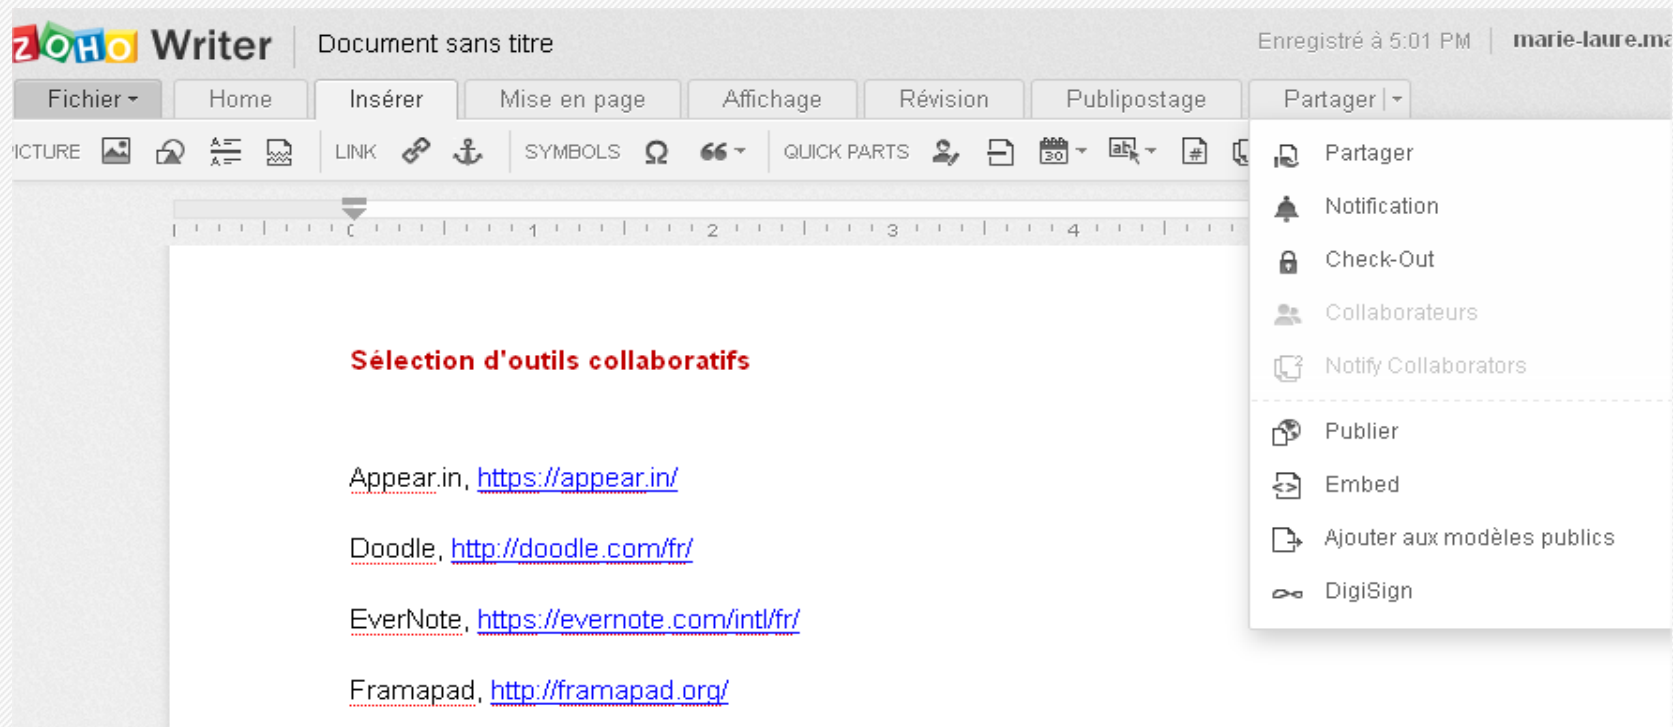 ZOHO Writer Document sans titre Enregistré à 5:01 PM marie-laure.ma
Fichier Home Insérer Mise en page Affichage Révision Publipostage Partager
ICTURE LINK SYMBOLS Ω QUICK PARTS 30 ab #
Partager
Notification
Check-Out
Collaborateurs
Notify Collaborators
Publier
Embed
Ajouter aux modèles publics
DigiSign
0 1 2 3 4
Sélection d'outils collaboratifs
Appear.in, https://appear.in/
Doodle, http://doodle.com/fr/
EverNote, https://evernote.com/intl/fr/
Framapad, http://framapad.org/